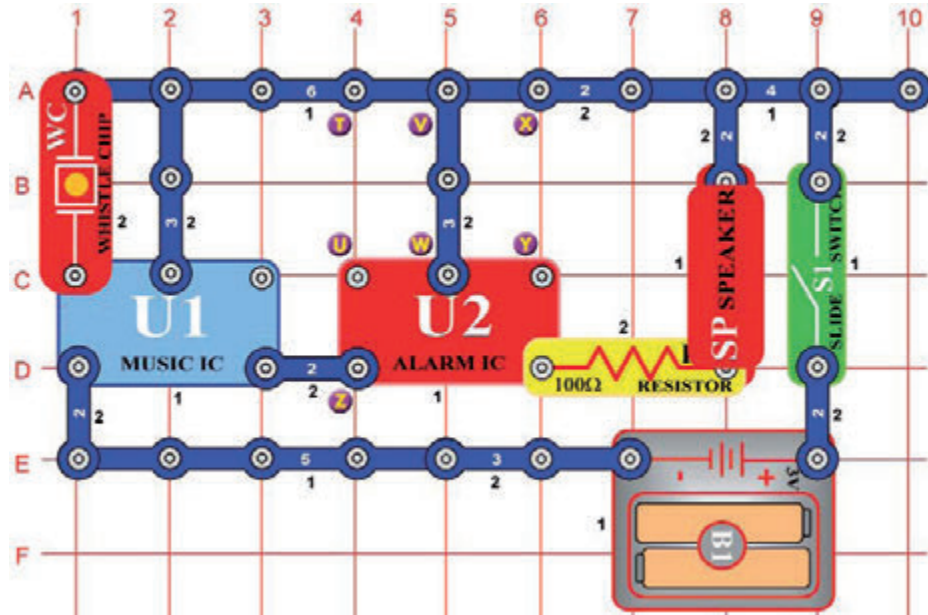 1 2 3 4 5 6 7 8 9 10
A 6 2 4
1 2 1
T V X
WC
WHISTLE CHIP
2
B 2 2 2 2
3 2 3 2
U W Y
C
U1
MUSIC IC
1
U2
ALARM IC
1
SP SPEAKER
1
S1
SLIDE SWITCH
1
D 2
2
Z
2
100Ω RESISTOR
2 2 2 2
E 5 3
1 2
- + 3V
F 1
B1